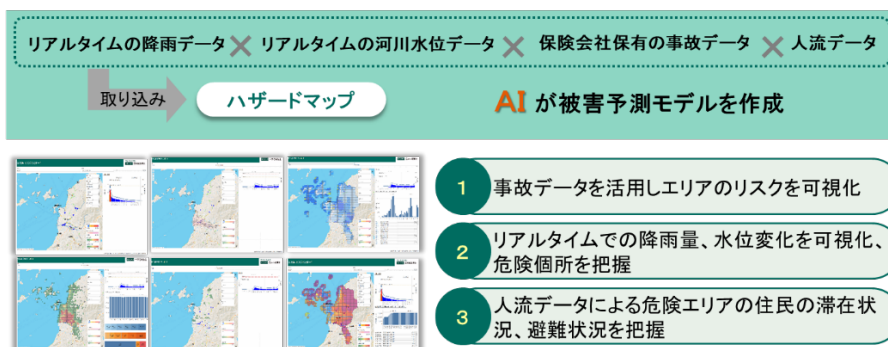 リアルタイムの降雨データ×リアルタイムの河川水位データ×保険会社保有の事故データ×人流データ
取り込み
ハザードマップ
AIが被害予測モデルを作成
1 事故データを活用しエリアのリスクを可視化
2 リアルタイムでの降雨量、水位変化を可視化、
危険個所を把握
3 人流データによる危険エリアの住民の滞在状
況、避難状況を把握